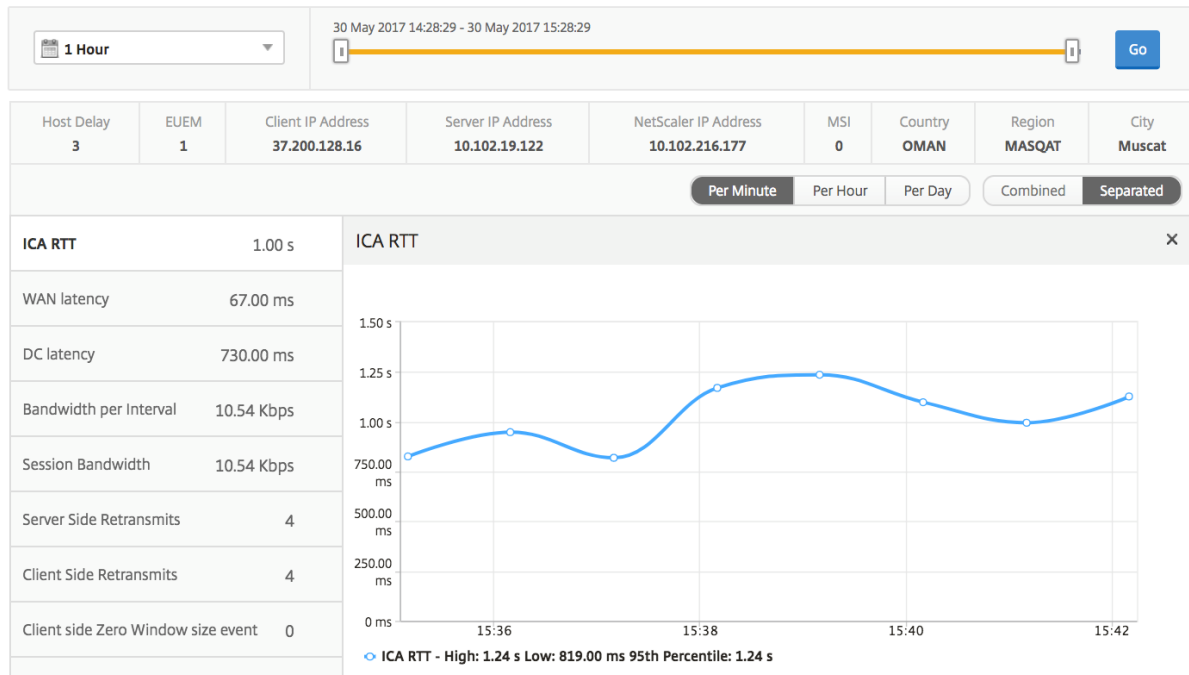 30 May 2017 14:28:29 - 30 May 2017 15:28:29
1 Hour
Go
Host Delay EUEM Client IP Address Server IP Address NetScaler IP Address MSI Country Region City
3 1 37.200.128.16 10.102.19.122 10.102.216.177 0 OMAN MASQAT Muscat
Per Minute Per Hour Per Day Combined Separated
ICA RTT 1.00 s
WAN latency 67.00 ms
DC latency 730.00 ms
Bandwidth per Interval 10.54 Kbps
Session Bandwidth 10.54 Kbps
Server Side Retransmits 4
Client Side Retransmits 4
Client side Zero Window size event 0
ICA RTT ×
1.50 s
1.25 s
1.00 s
750.00
ms
500.00
ms
250.00
ms
0 ms
15:36 15:38 15:40 15:42
ICA RTT - High: 1.24 s Low: 819.00 ms 95th Percentile: 1.24 s